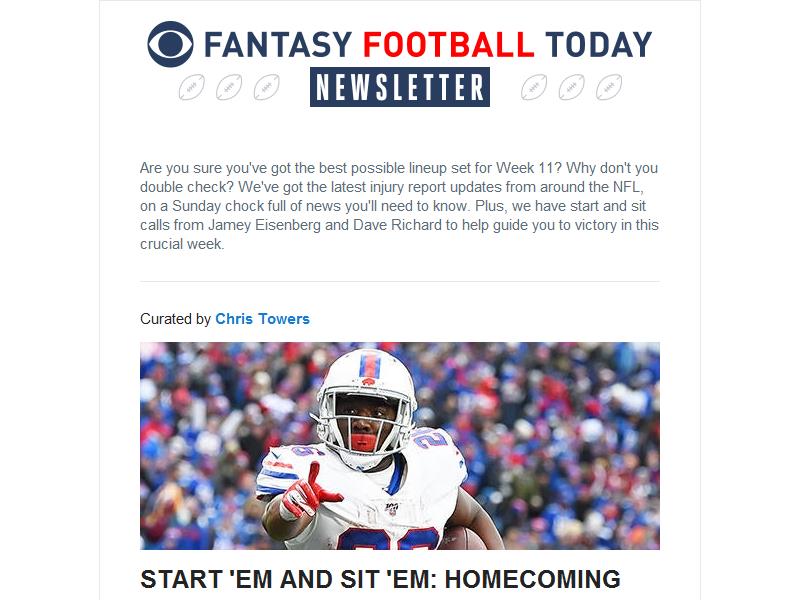 FANTASY FOOTBALL TODAY
NEWSLETTER
Are you sure you've got the best possible lineup set for Week 11? Why don't you
double check? We've got the latest injury report updates from around the NFL,
on a Sunday chock full of news you'll need to know. Plus, we have start and sit
calls from Jamey Eisenberg and Dave Richard to help guide you to victory in this
crucial week.
Curated by Chris Towers
START 'EM AND SIT 'EM: HOMECOMING